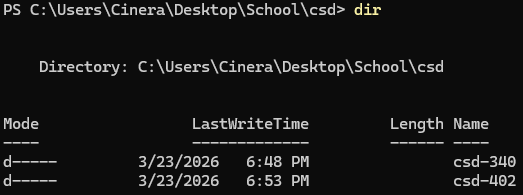 PS C:\Users\Cinera\Desktop\School\csd> dir
Directory: C:\Users\Cinera\Desktop\School\csd
Mode LastWriteTime Length Name
---- ------------- ------ ----
d----- 3/23/2026 6:48 PM csd-340
d----- 3/23/2026 6:53 PM csd-402